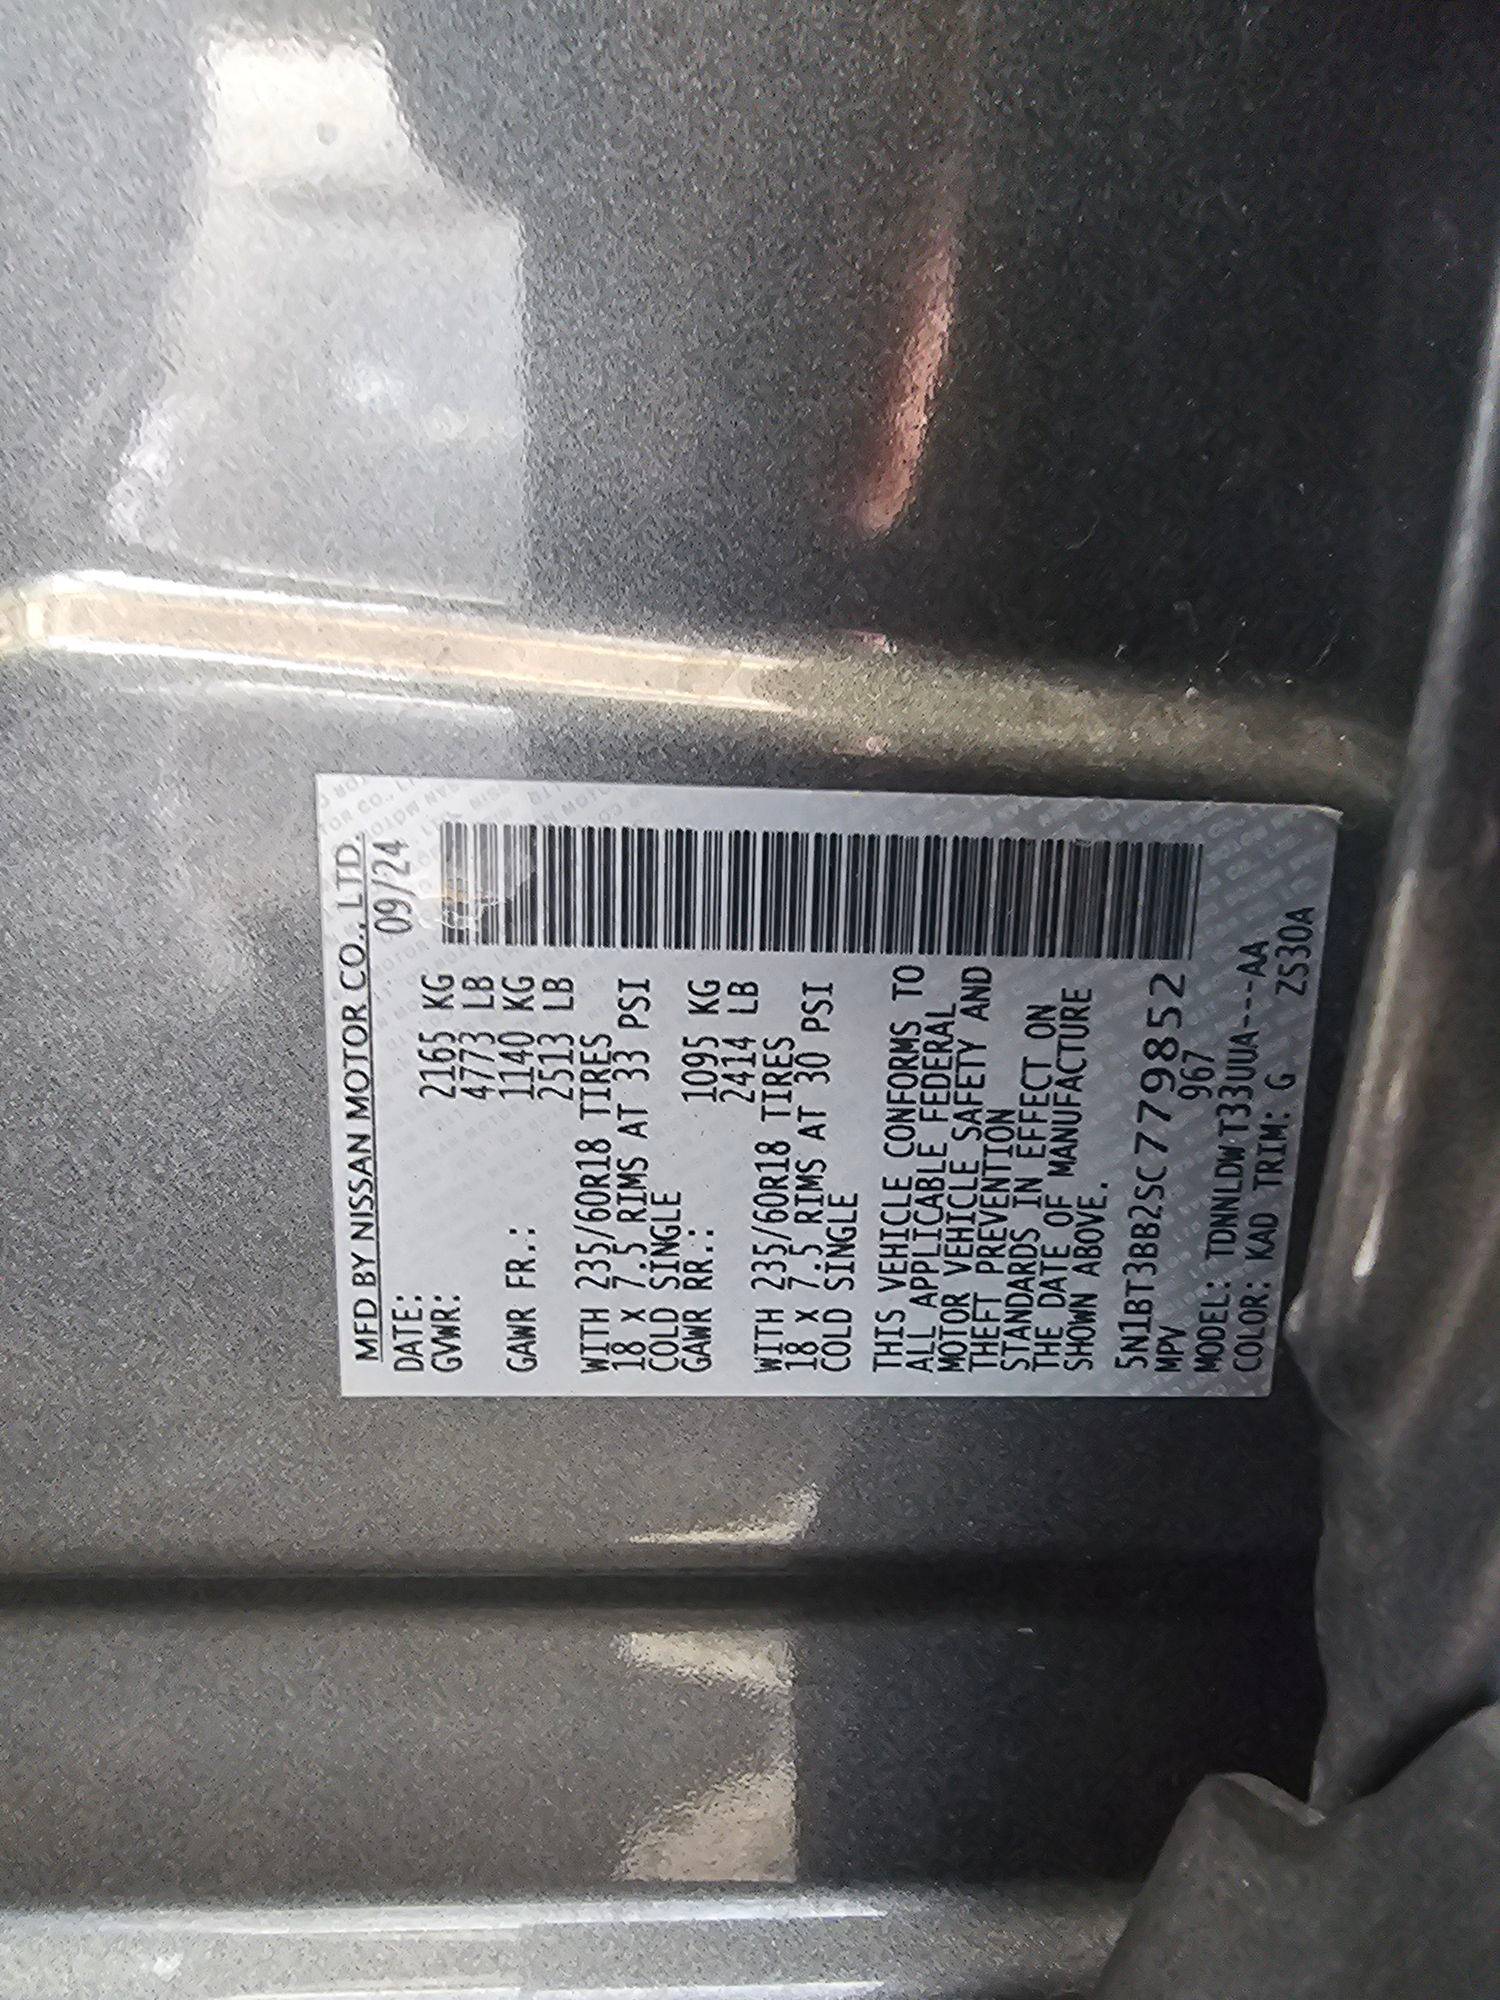 MFD BY NISSAN MOTOR CO., LTD.
DATE: 09/24
GVWR: 2165 KG
4773 LB
GAWR FR.: 1140 KG
2513 LB
WITH 235/60R18 TIRES
18 X 7.5 RIMS AT 33 PSI
COLD SINGLE
GAWR RR.: 1095 KG
2414 LB
WITH 235/60R18 TIRES
18 X 7.5 RIMS AT 30 PSI
COLD SINGLE
THIS VEHICLE CONFORMS TO
ALL APPLICABLE FEDERAL
MOTOR VEHICLE SAFETY AND
THEFT PREVENTION
STANDARDS IN EFFECT ON
THE DATE OF MANUFACTURE
SHOWN ABOVE.
5N1BT3BB2SC779852
MPV 967
MODEL: TDNNLDW T33UUA---AA
COLOR: KAD TRIM: G ZS30A